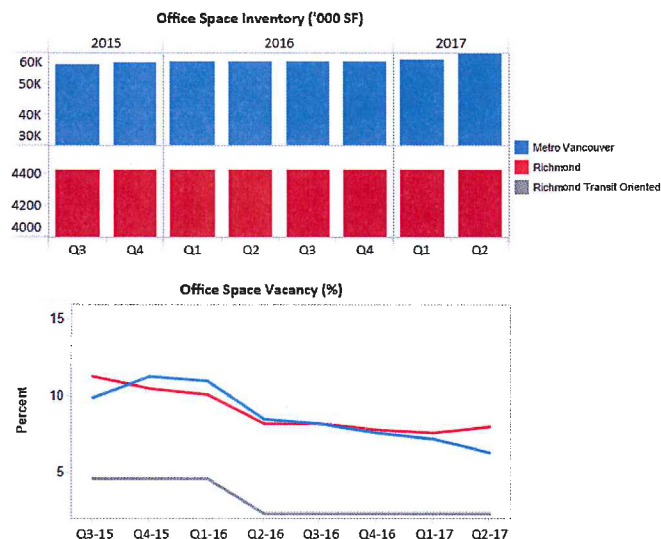 Office Space Inventory ('000 SF)
2015 2016 2017
60K
50K
40K
30K
4400
4200
4000
Q3 Q4 Q1 Q2 Q3 Q4 Q1 Q2
Metro Vancouver
Richmond
Richmond Transit Oriented
Office Space Vacancy (%)
15
10
5
Percent
Q3-15 Q4-15 Q1-16 Q2-16 Q3-16 Q4-16 Q1-17 Q2-17